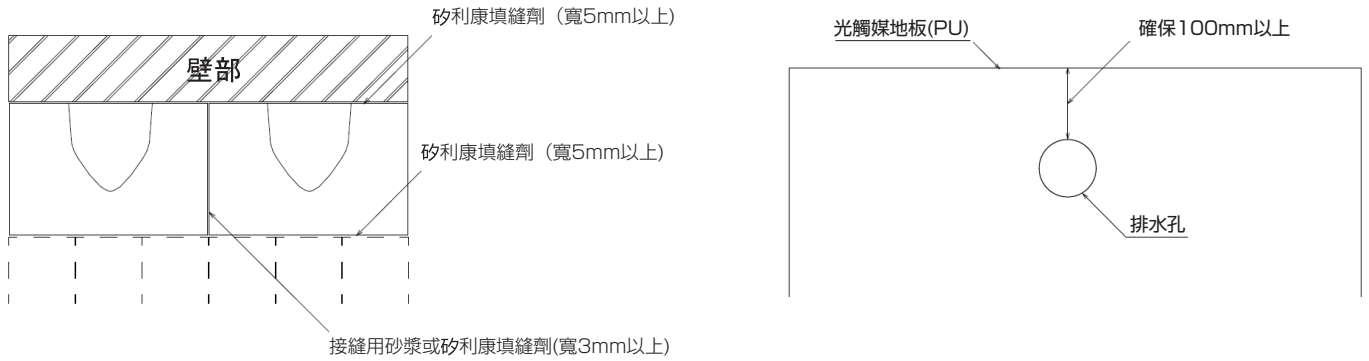 矽利康填縫劑（寬5mm以上)
壁部
矽利康填縫劑（寬5mm以上)
接縫用砂漿或矽利康填縫劑(寬3mm以上)
光觸媒地板(PU)
確保100mm以上
排水孔